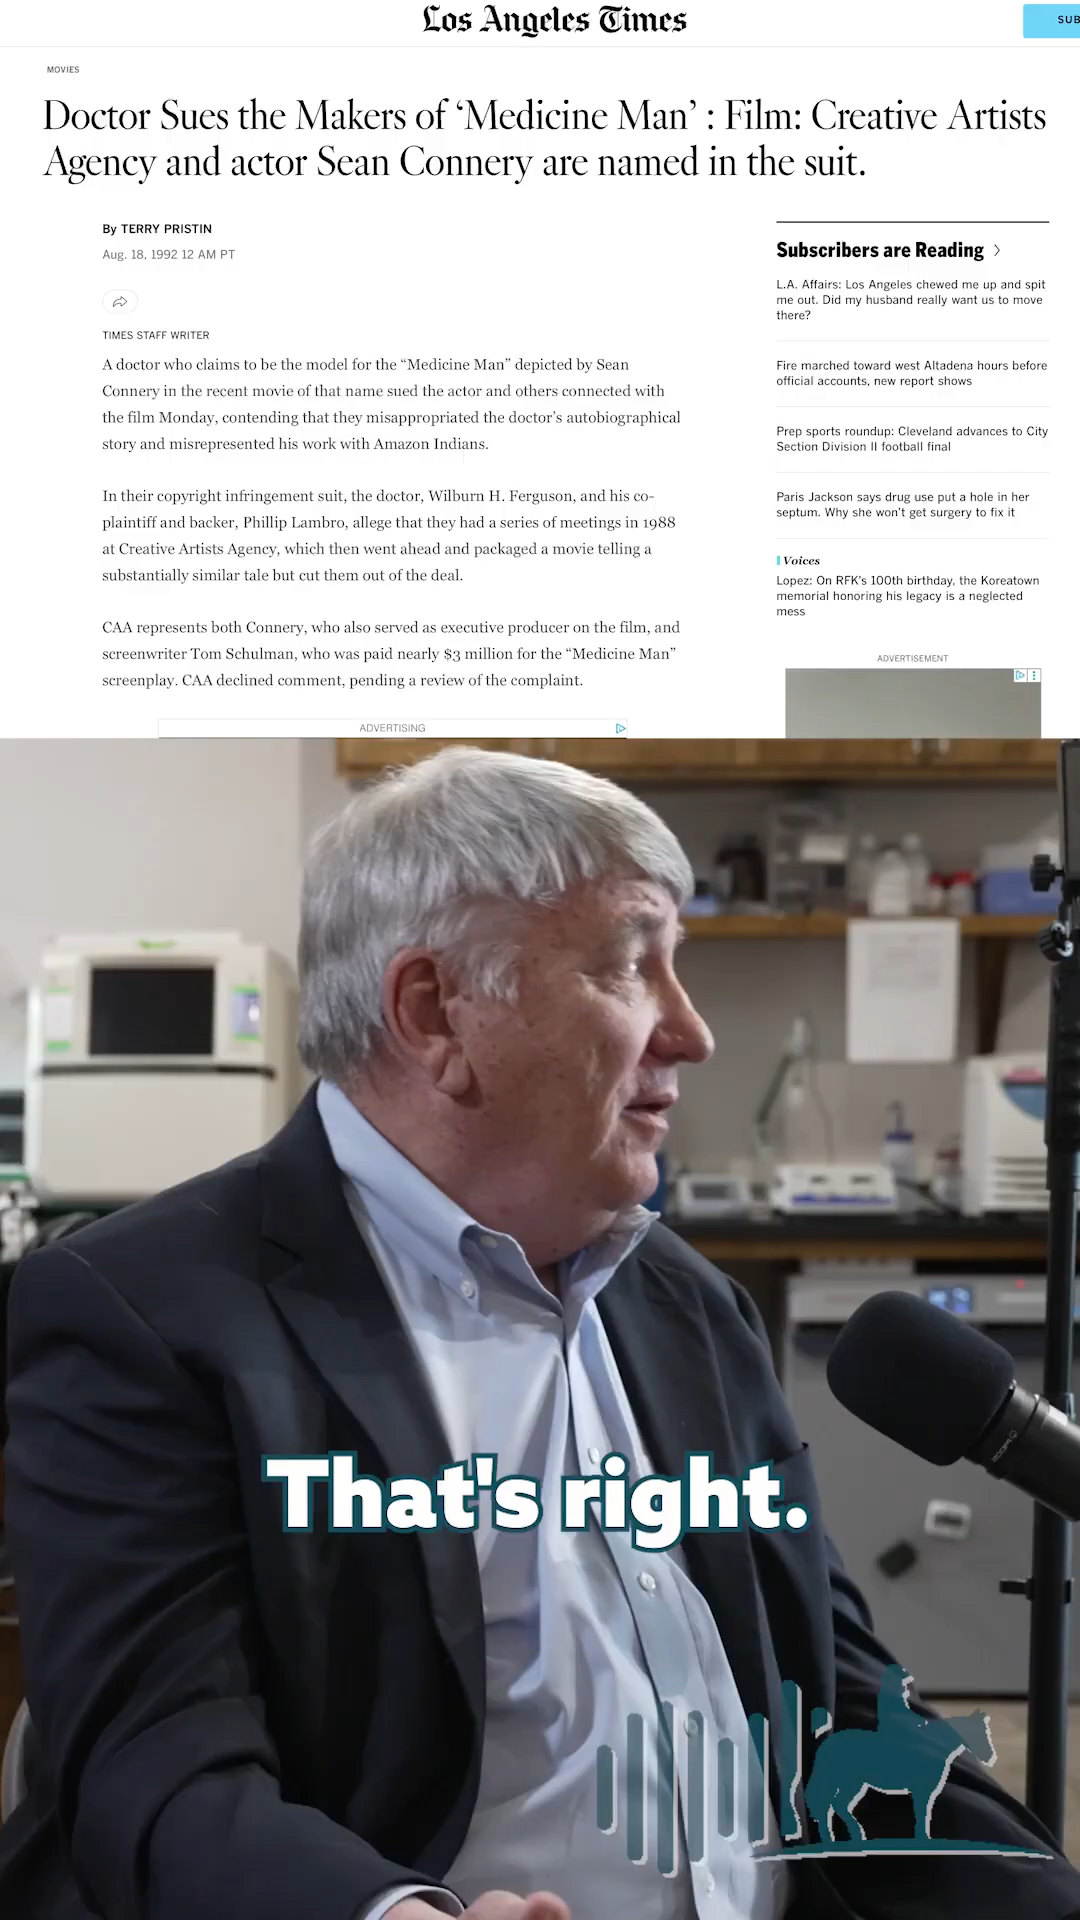 Los Angeles Times
SUB
MOVIES
Doctor Sues the Makers of ‘Medicine Man’ : Film: Creative Artists
Agency and actor Sean Connery are named in the suit.
By TERRY PRISTIN
Aug. 18, 1992 12 AM PT
TIMES STAFF WRITER
A doctor who claims to be the model for the “Medicine Man” depicted by Sean
Connery in the recent movie of that name sued the actor and others connected with
the film Monday, contending that they misappropriated the doctor’s autobiographical
story and misrepresented his work with Amazon Indians.
In their copyright infringement suit, the doctor, Wilburn H. Ferguson, and his co-
plaintiff and backer, Phillip Lambro, allege that they had a series of meetings in 1988
at Creative Artists Agency, which then went ahead and packaged a movie telling a
substantially similar tale but cut them out of the deal.
CAA represents both Connery, who also served as executive producer on the film, and
screenwriter Tom Schulman, who was paid nearly $3 million for the “Medicine Man”
screenplay. CAA declined comment, pending a review of the complaint.
ADVERTISING
Subscribers are Reading
L.A. Affairs: Los Angeles chewed me up and spit
me out. Did my husband really want us to move
there?
Fire marched toward west Altadena hours before
official accounts, new report shows
Prep sports roundup: Cleveland advances to City
Section Division II football final
Paris Jackson says drug use put a hole in her
septum. Why she won’t get surgery to fix it
Voices
Lopez: On RFK’s 100th birthday, the Koreatown
memorial honoring his legacy is a neglected
mess
ADVERTISEMENT
That's right.